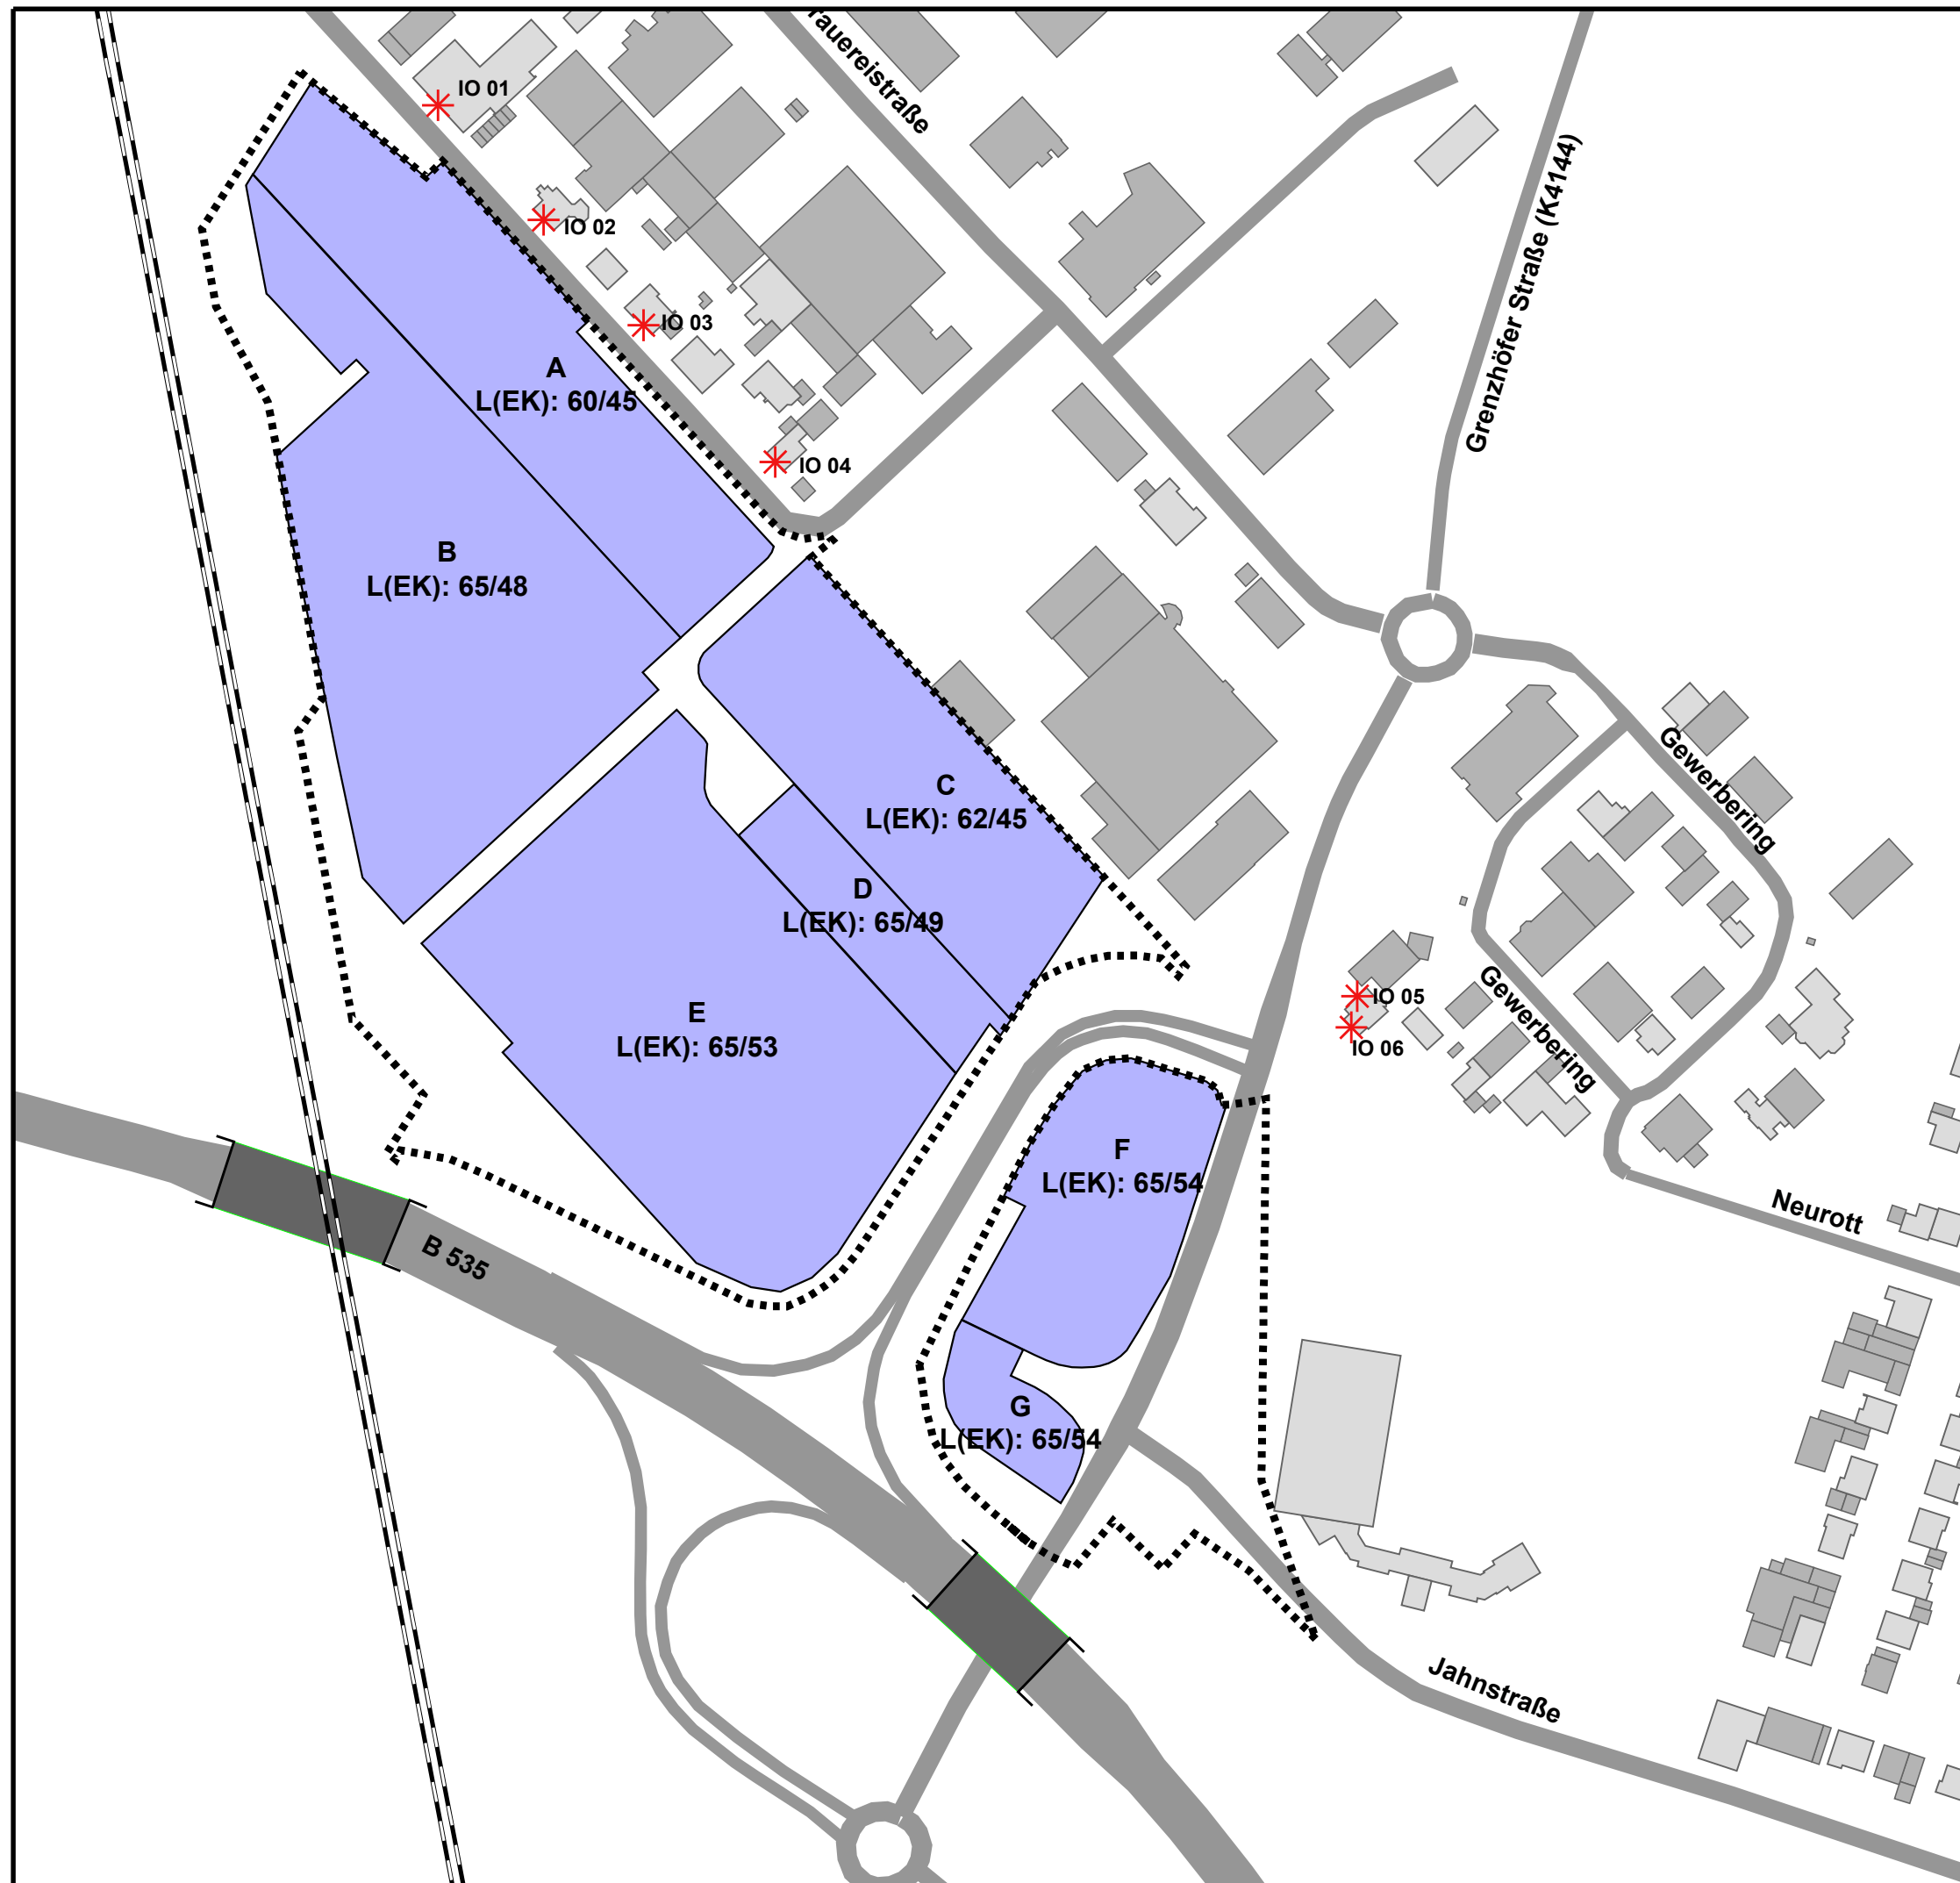 rauereistraße
IO 01
IO 02
IO 03
IO 04
Grenzhöfer Straße (K4144)
A
L(EK): 60/45
B
L(EK): 65/48
C
L(EK): 62/45
D
L(EK): 65/49
E
L(EK): 65/53
F
L(EK): 65/54
G
L(EK): 65/54
Gewerbering
Gewerbering
IO 05
IO 06
Neurott
B 535
Jahnstraße